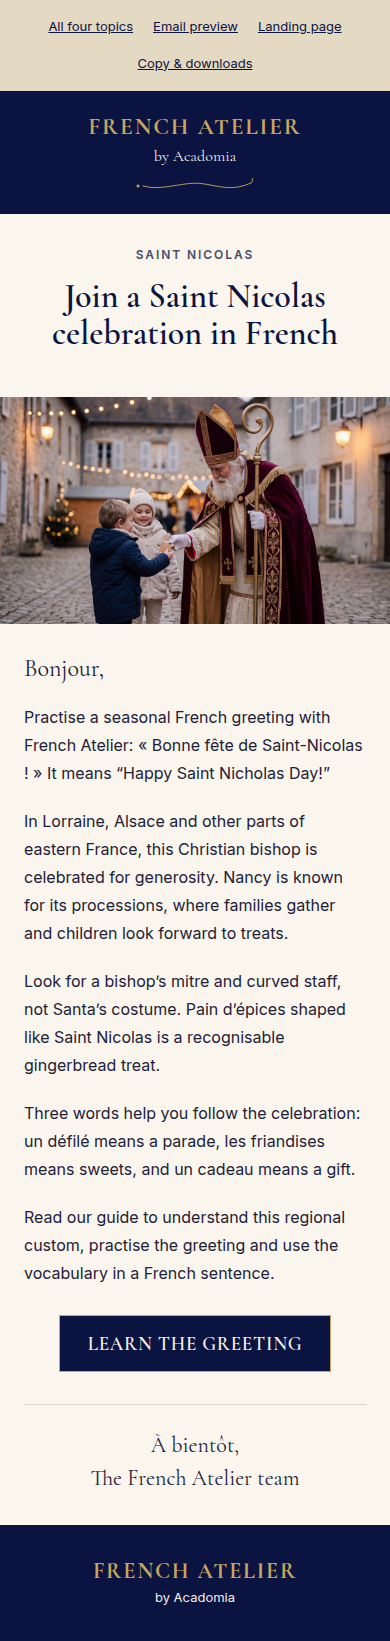 All four topics Email preview Landing page
Copy & downloads
FRENCH ATELIER
by Acadomia
SAINT NICOLAS
Join a Saint Nicolas
celebration in French
Bonjour,
Practise a seasonal French greeting with
French Atelier: « Bonne fête de Saint-Nicolas
! » It means “Happy Saint Nicholas Day!”
In Lorraine, Alsace and other parts of
eastern France, this Christian bishop is
celebrated for generosity. Nancy is known
for its processions, where families gather
and children look forward to treats.
Look for a bishop’s mitre and curved staff,
not Santa’s costume. Pain d’épices shaped
like Saint Nicolas is a recognisable
gingerbread treat.
Three words help you follow the celebration:
un défilé means a parade, les friandises
means sweets, and un cadeau means a gift.
Read our guide to understand this regional
custom, practise the greeting and use the
vocabulary in a French sentence.
LEARN THE GREETING
À bientôt,
The French Atelier team
FRENCH ATELIER
by Acadomia